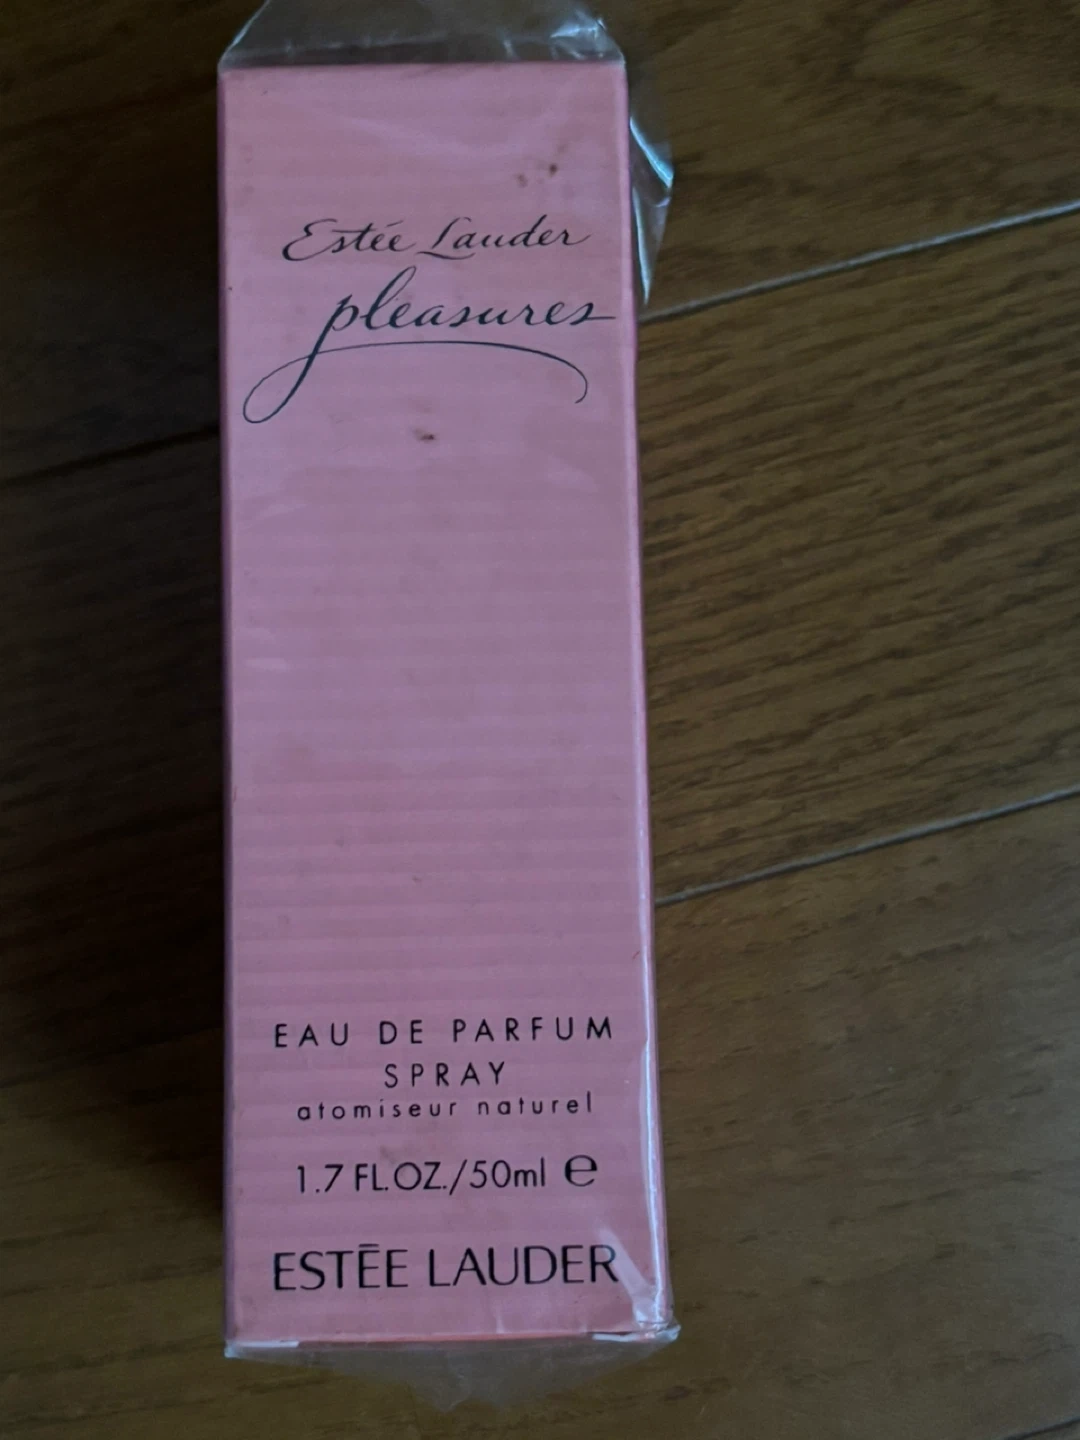 Estée Lauder
pleasures
EAU DE PARFUM
SPRAY
atomiseur naturel
1.7 FL.OZ./50ml ℮
ESTĒE LAUDER